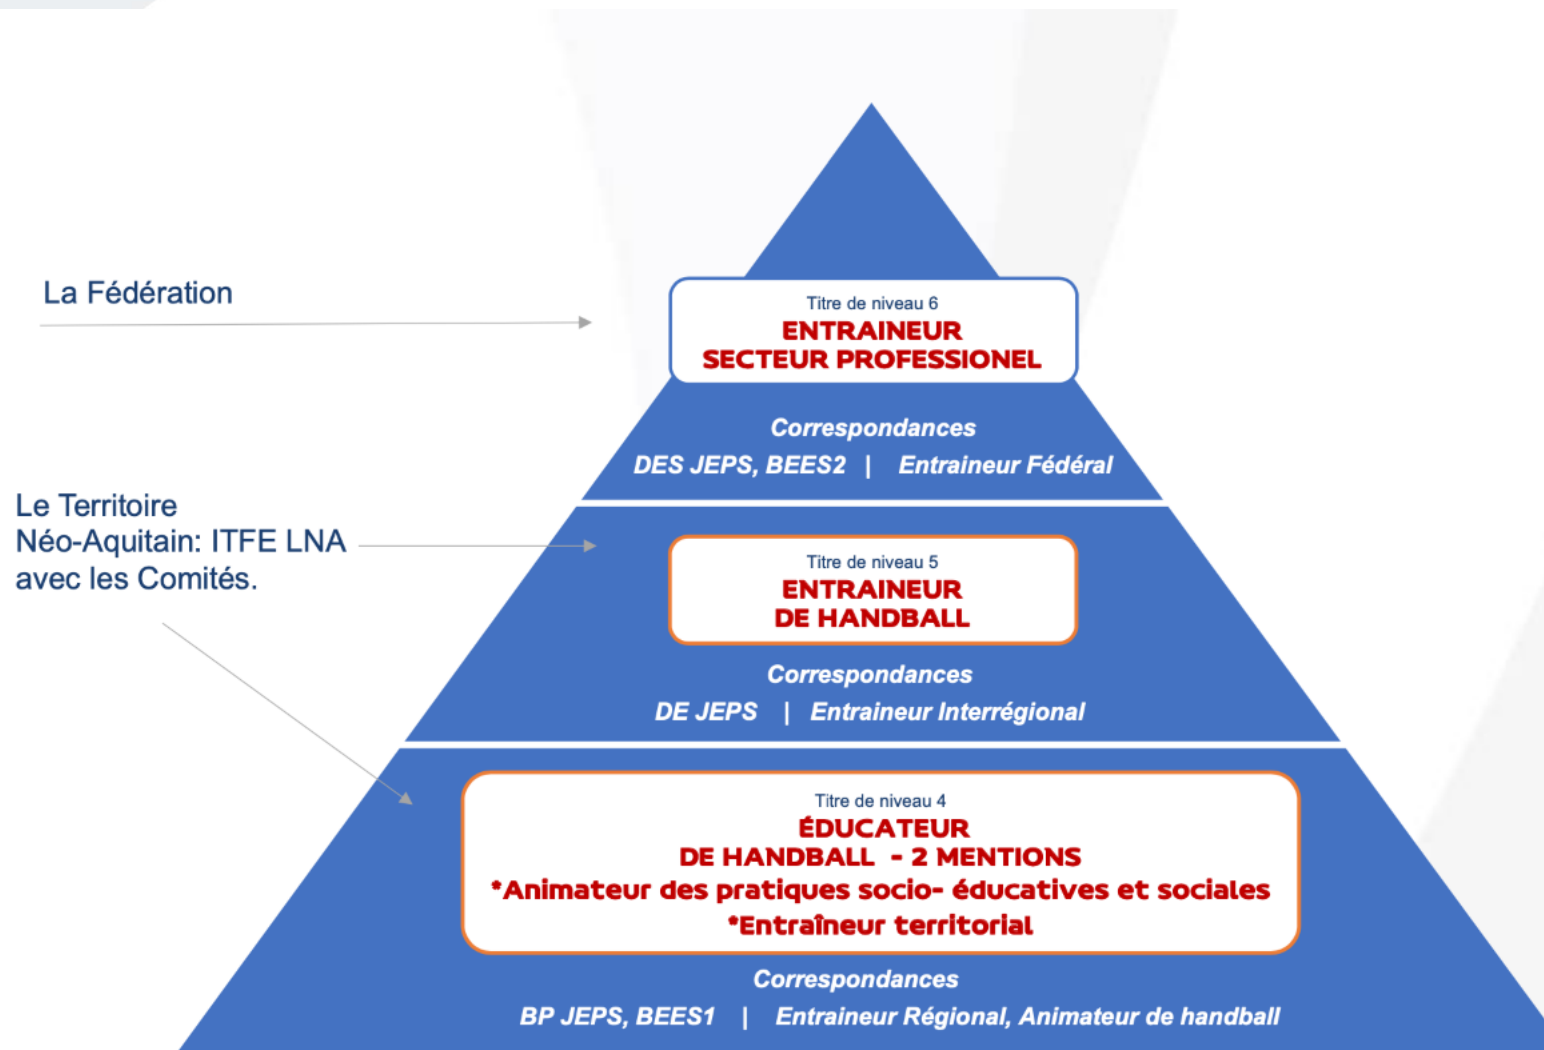 La Fédération
Titre de niveau 6
ENTRAINEUR
SECTEUR PROFESSIONEL
Correspondances
DES JEPS, BEES2 | Entraineur Fédéral
Le Territoire
Néo-Aquitain: ITFE LNA
avec les Comités.
Titre de niveau 5
ENTRAINEUR
DE HANDBALL
Correspondances
DE JEPS | Entraineur Interrégional
Titre de niveau 4
ÉDUCATEUR
DE HANDBALL - 2 MENTIONS
*Animateur des pratiques socio- éducatives et sociales
*Entraîneur territorial
Correspondances
BP JEPS, BEES1 | Entraineur Régional, Animateur de handball